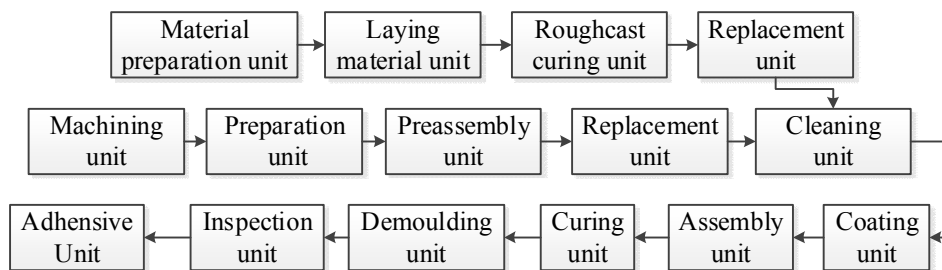 Material
preparation unit
Laying
material unit
Roughcast
curing unit
Replacement
unit
Machining
unit
Preparation
unit
Preassembly
unit
Replacement
unit
Cleaning
unit
Adhensive
Unit
Inspection
unit
Demoulding
unit
Curing
unit
Assembly
unit
Coating
unit